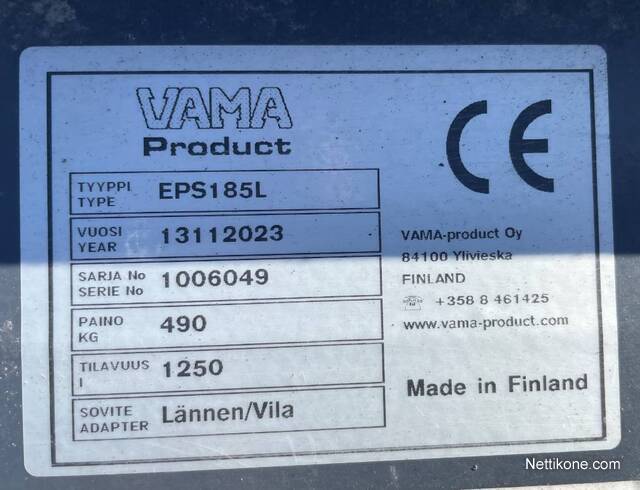 VAMA
Product
CE
TYYPPI
TYPE
EPS185L
VUOSI
YEAR
13112023
SARJA No
SERIE No
1006049
PAINO
KG
490
TILAVUUS
l
1250
SOVITE
ADAPTER
Lännen/Vila
VAMA-product Oy
84100 Ylivieska
FINLAND
☎ +358 8 461425
www.vama-product.com
Made in Finland
Nettikone.com